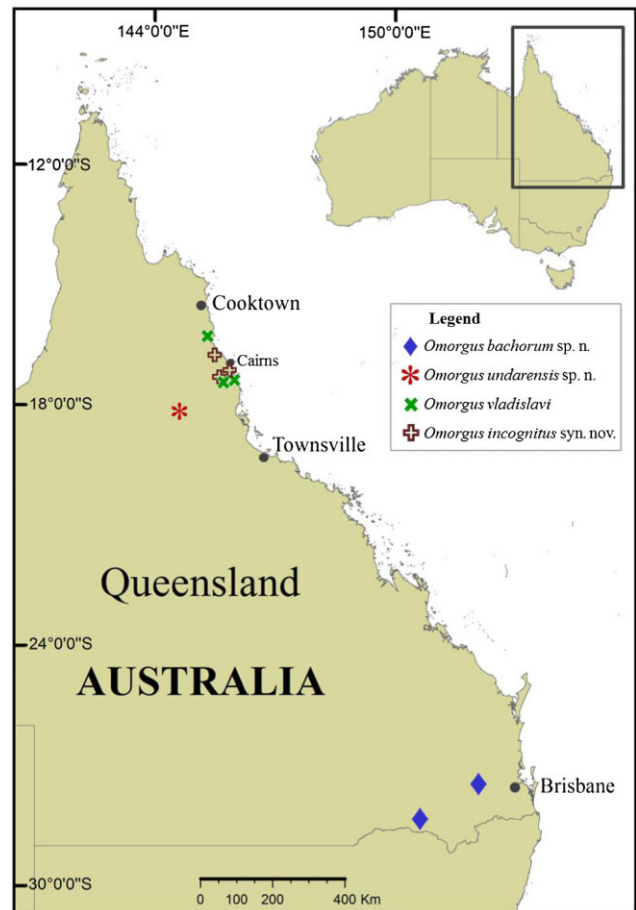 144°0'0"E
150°0'0"E
12°0'0"S
Cooktown
Cairns
Legend
Omorgus bachorum sp. n.
Omorgus undarensis sp. n.
Omorgus vladislavi
Omorgus incognitus syn. nov.
18°0'0"S
Townsville
Queensland
24°0'0"S
AUSTRALIA
Brisbane
30°0'0"S
0 100 200 400 Km